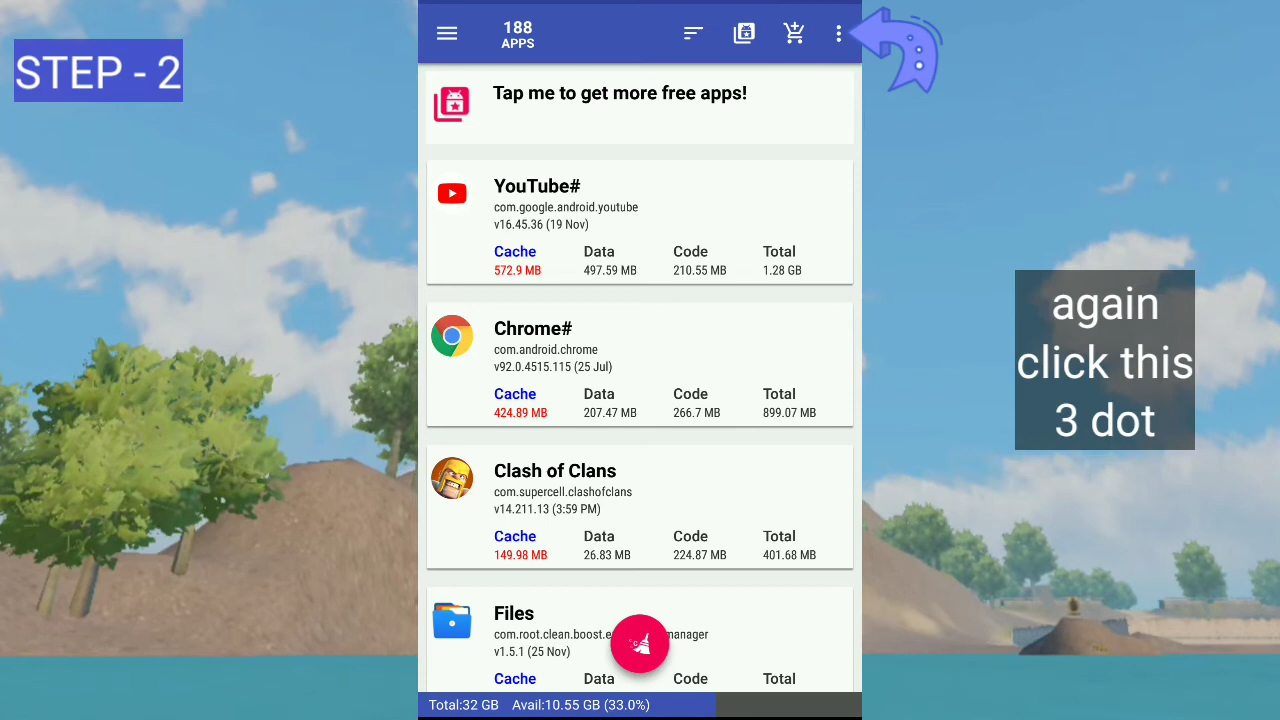 STEP - 2
188
APPS
Tap me to get more free apps!
YouTube#
com.google.android.youtube
v16.45.36 (19 Nov)
Cache Data Code Total
572.9 MB 497.59 MB 210.55 MB 1.28 GB
Chrome#
com.android.chrome
v92.0.4515.115 (25 Jul)
Cache Data Code Total
424.89 MB 207.47 MB 266.7 MB 899.07 MB
Clash of Clans
com.supercell.clashofclans
v14.211.13 (3:59 PM)
Cache Data Code Total
149.98 MB 26.83 MB 224.87 MB 401.68 MB
Files
com.root.clean.boost.e manager
v1.5.1 (25 Nov)
Cache Data Code Total
Total:32 GB Avail:10.55 GB (33.0%)
again
click this
3 dot